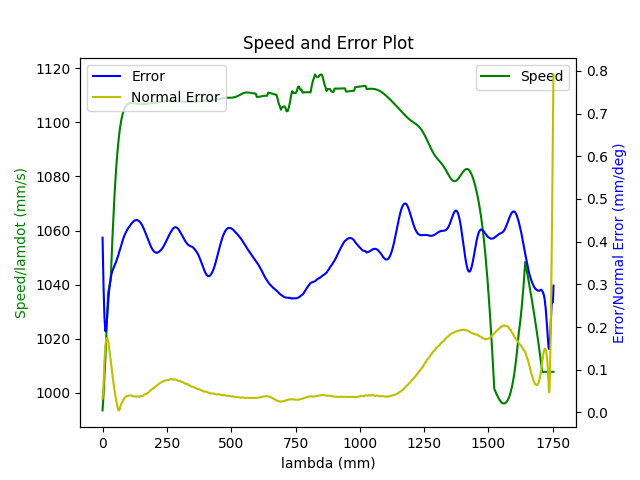 Speed and Error Plot
Error
Normal Error
Speed
1120
1100
1080
1060
1040
1020
1000
Speed/lamdot (mm/s)
0.8
0.7
0.6
0.5
0.4
0.3
0.2
0.1
0.0
Error/Normal Error (mm/deg)
0 250 500 750 1000 1250 1500 1750
lambda (mm)